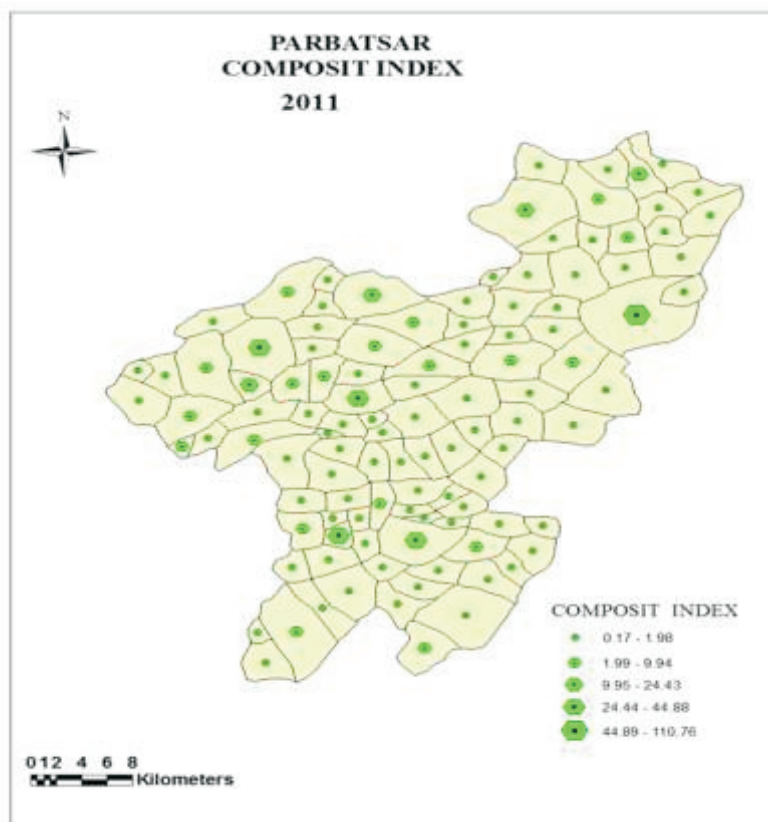 PARBATSAR
COMPOSIT INDEX
2011
N
COMPOSIT INDEX
0.17 - 1.98
1.99 - 9.94
9.95 - 24.43
24.44 - 44.88
44.89 - 110.76
0 1 2 4 6 8
Kilometers